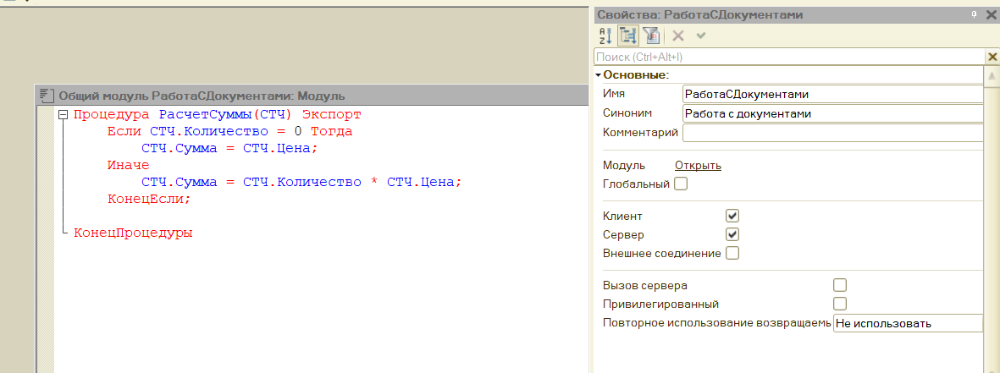 Свойства: РаботаСДокументами
Поиск (Ctrl+Alt+I)
Основные:
Имя РаботаСДокументами
Синоним Работа с документами
Комментарий
Модуль Открыть
Глобальный
Клиент
Сервер
Внешнее соединение
Вызов сервера
Привилегированный
Повторное использование возвращаемь Не использовать
Общий модуль РаботаСДокументами: Модуль
Процедура РасчетСуммы(СТЧ) Экспорт
Если СТЧ.Количество = 0 Тогда
СТЧ.Сумма = СТЧ.Цена;
Иначе
СТЧ.Сумма = СТЧ.Количество * СТЧ.Цена;
КонецЕсли;
КонецПроцедуры